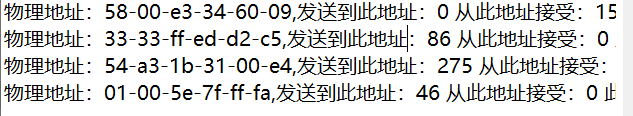 物理地址：58-00-e3-34-60-09,发送到此地址：0 从此地址接受：15
物理地址：33-33-ff-ed-d2-c5,发送到此地址：86 从此地址接受：0
物理地址：54-a3-1b-31-00-e4,发送到此地址：275 从此地址接受：
物理地址：01-00-5e-7f-ff-fa,发送到此地址：46 从此地址接受：0 此